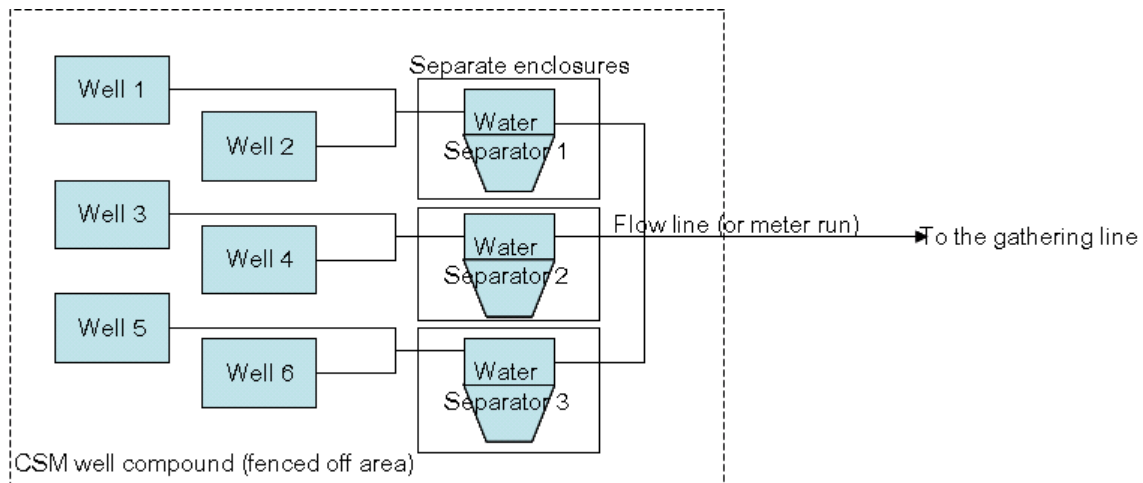 Separate enclosures
Well 1
Water
Separator 1
Well 2
Well 3
Water
Separator 2
Flow line (or meter run)
To the gathering line
Well 4
Well 5
Water
Separator 3
Well 6
CSM well compound (fenced off area)